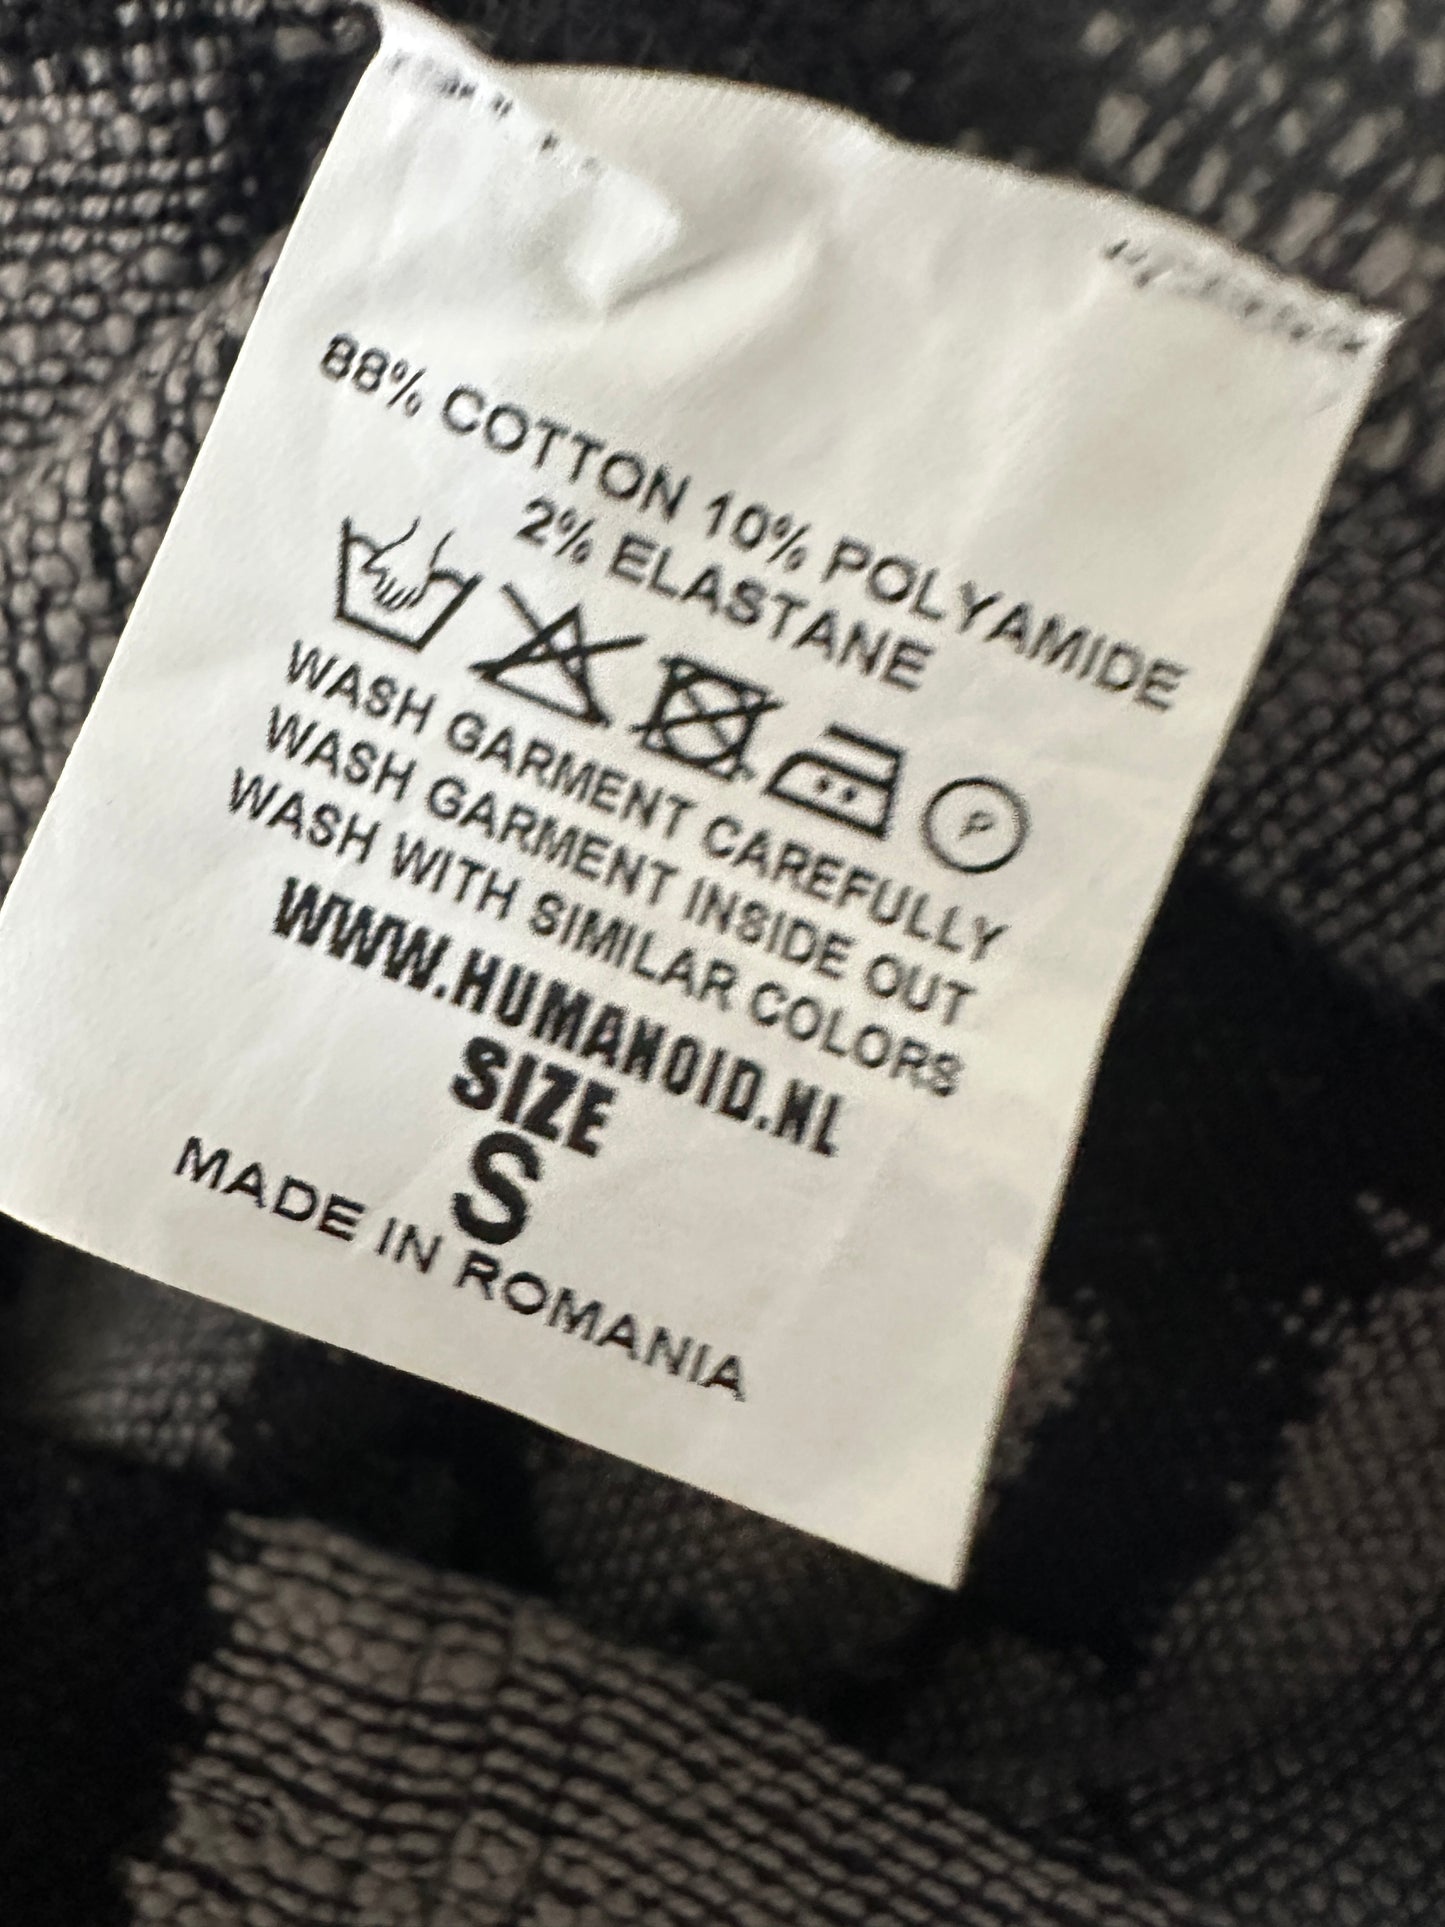 88% COTTON 10% POLYAMIDE
2% ELASTANE
P
WASH GARMENT CAREFULLY
WASH GARMENT INSIDE OUT
WASH WITH SIMILAR COLORS
WWW.HUMANOID.NL
SIZE
S
MADE IN ROMANIA